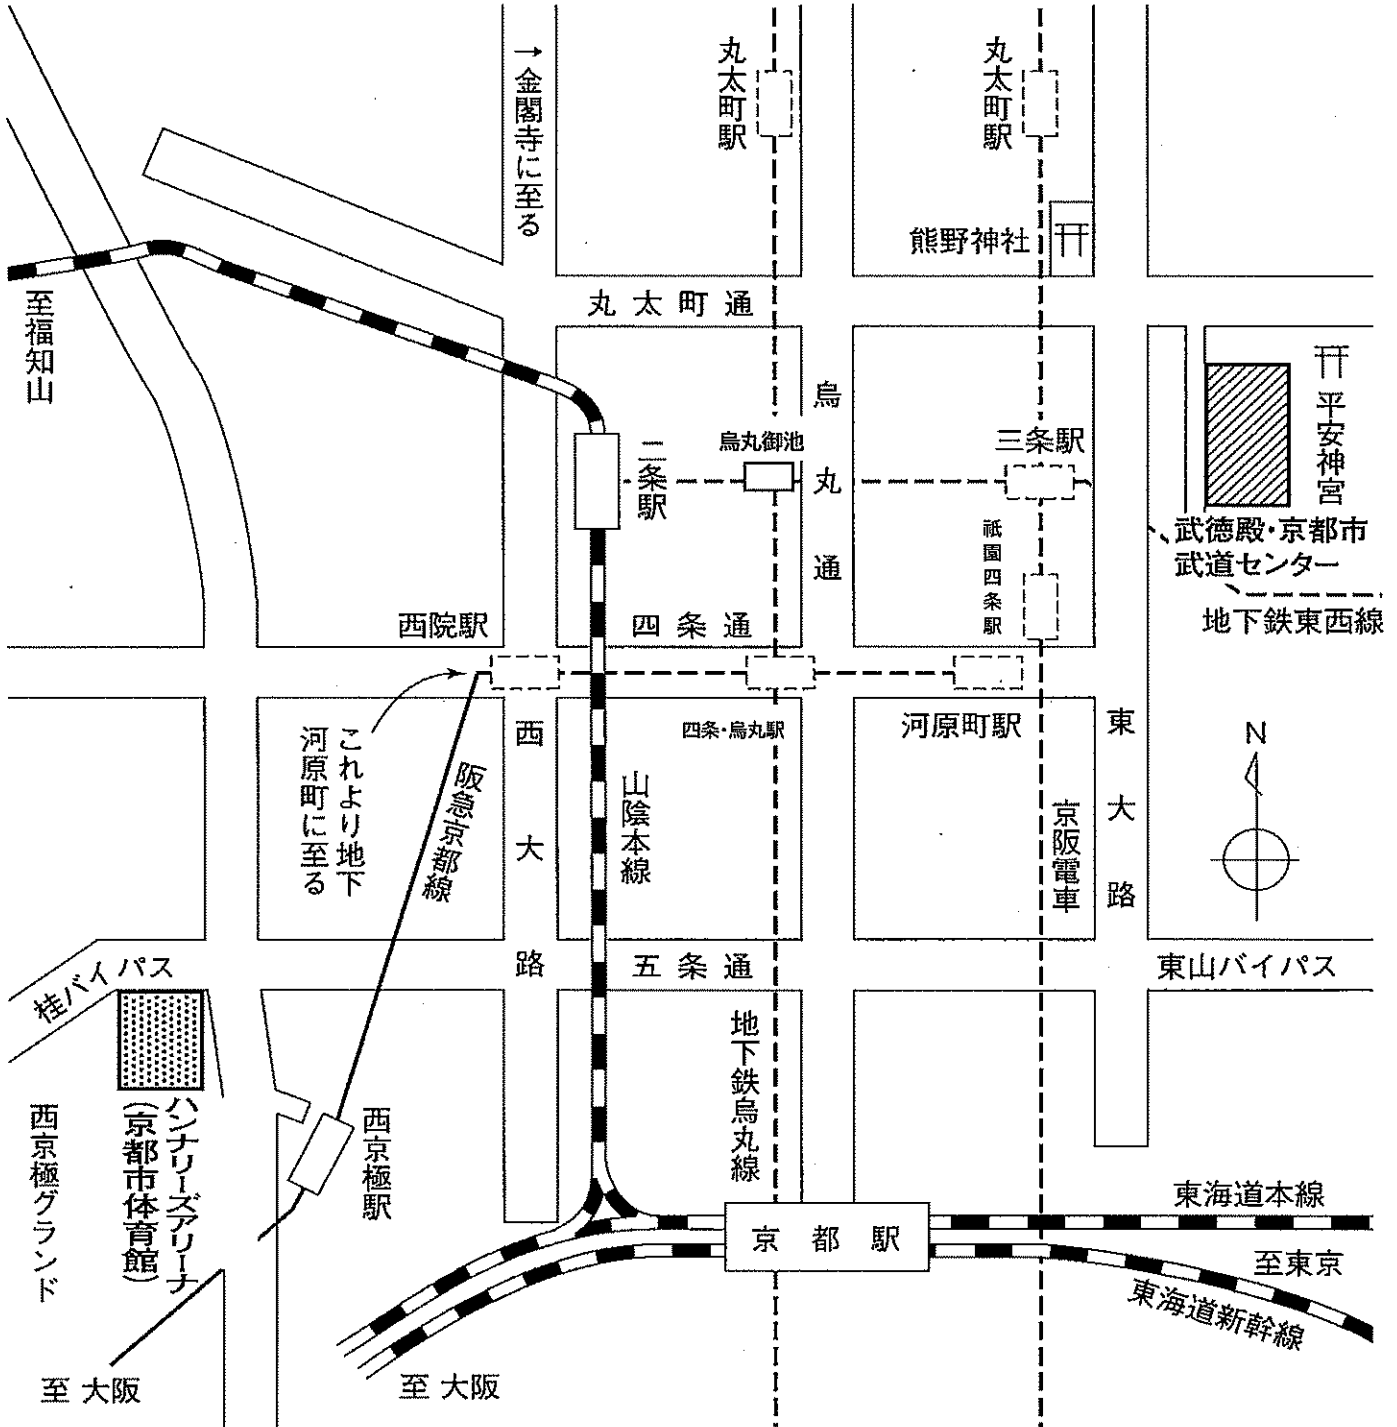 →金閣寺に至る
丸太町駅
丸太町駅
熊野神社
至福知山
丸太町通
烏丸通
二条駅
烏丸御池
三条駅
平安神宮
武徳殿・京都市
武道センター
祇園四条駅
地下鉄東西線
西院駅
四条通
四条・烏丸駅
河原町駅
これより地下
河原町に至る
阪急京都線
西大路
山陰本線
京阪電車
東大路
N
桂バイパス
五条通
東山バイパス
地下鉄烏丸線
西京極グランド
ハンナリーズアリーナ
(京都市体育館)
西京極駅
京都駅
東海道本線
至東京
東海道新幹線
至 大阪
至 大阪